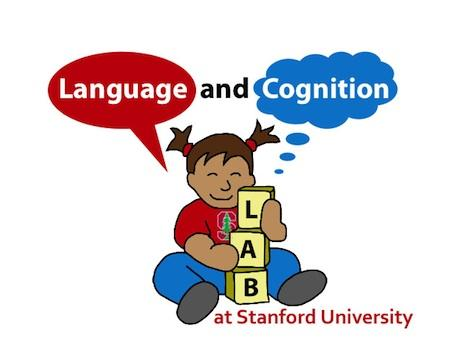 Language and Cognition
L
A
B
at Stanford University